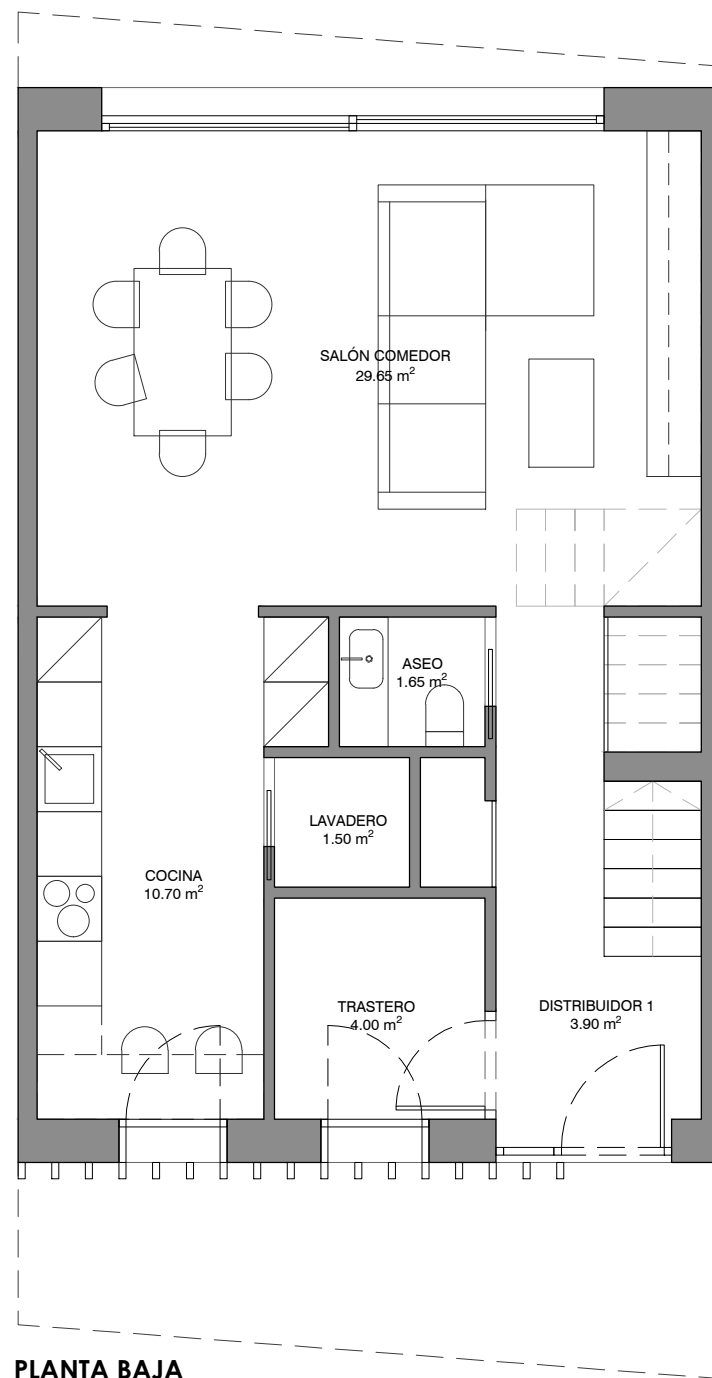 SALÓN COMEDOR
29.65 m²
ASEO
1.65 m²
LAVADERO
1.50 m²
COCINA
10.70 m²
TRASTERO
4.00 m²
DISTRIBUIDOR 1
3.90 m²
PLANTA BAJA